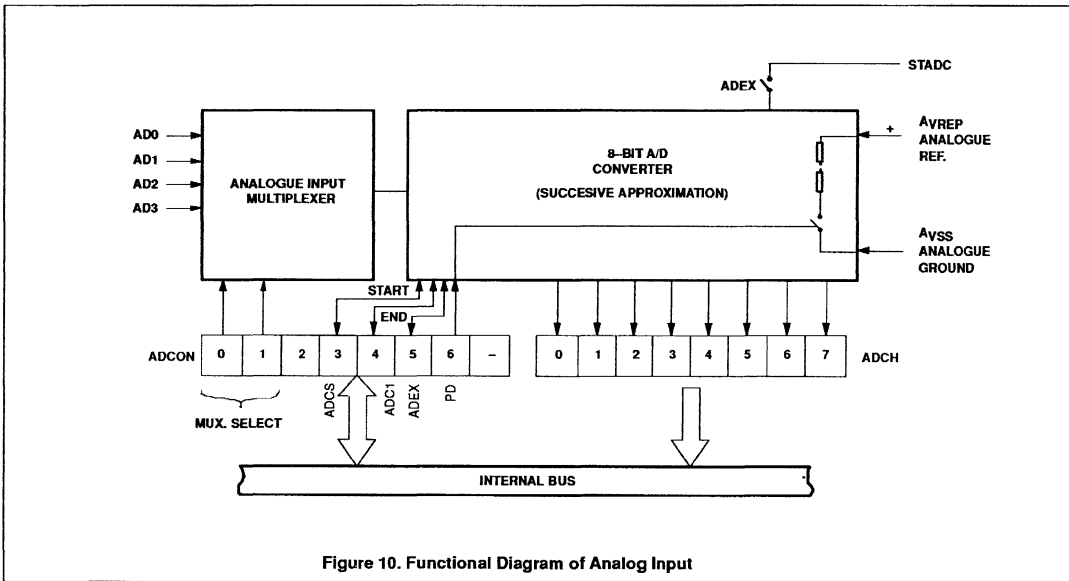 STADC
ADEX
AVREP
ANALOGUE
REF.
+
AD0
AD1
AD2
AD3
ANALOGUE INPUT
MULTIPLEXER
8–BIT A/D
CONVERTER
(SUCCESIVE APPROXIMATION)
AVSS
ANALOGUE
GROUND
START
END
ADCON 0 1 2 3 4 5 6 –
0 1 2 3 4 5 6 7 ADCH
MUX. SELECT
ADCS
ADC1
ADEX
PD
INTERNAL BUS
Figure 10. Functional Diagram of Analog Input